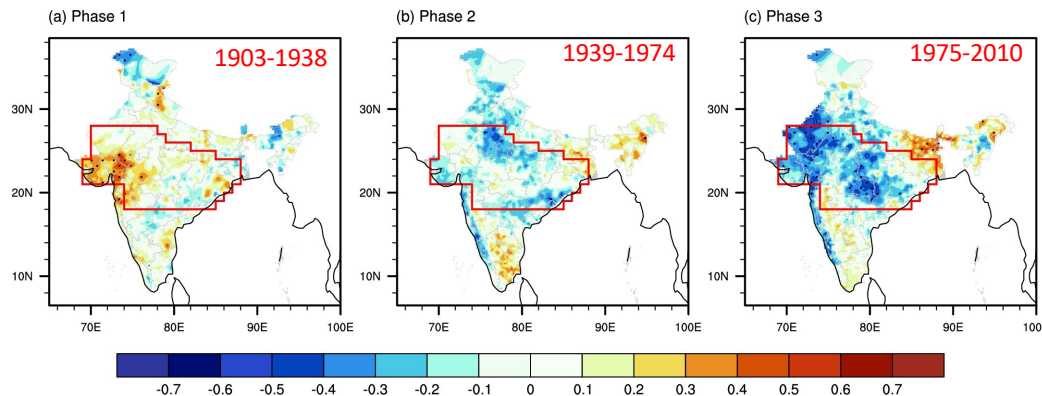 (a) Phase 1
(b) Phase 2
(c) Phase 3
1903-1938
1939-1974
1975-2010
30N
20N
10N
30N
20N
10N
30N
20N
10N
70E 80E 90E 100E
70E 80E 90E 100E
70E 80E 90E 100
-0.7 -0.6 -0.5 -0.4 -0.3 -0.2 -0.1 0 0.1 0.2 0.3 0.4 0.5 0.6 0.7